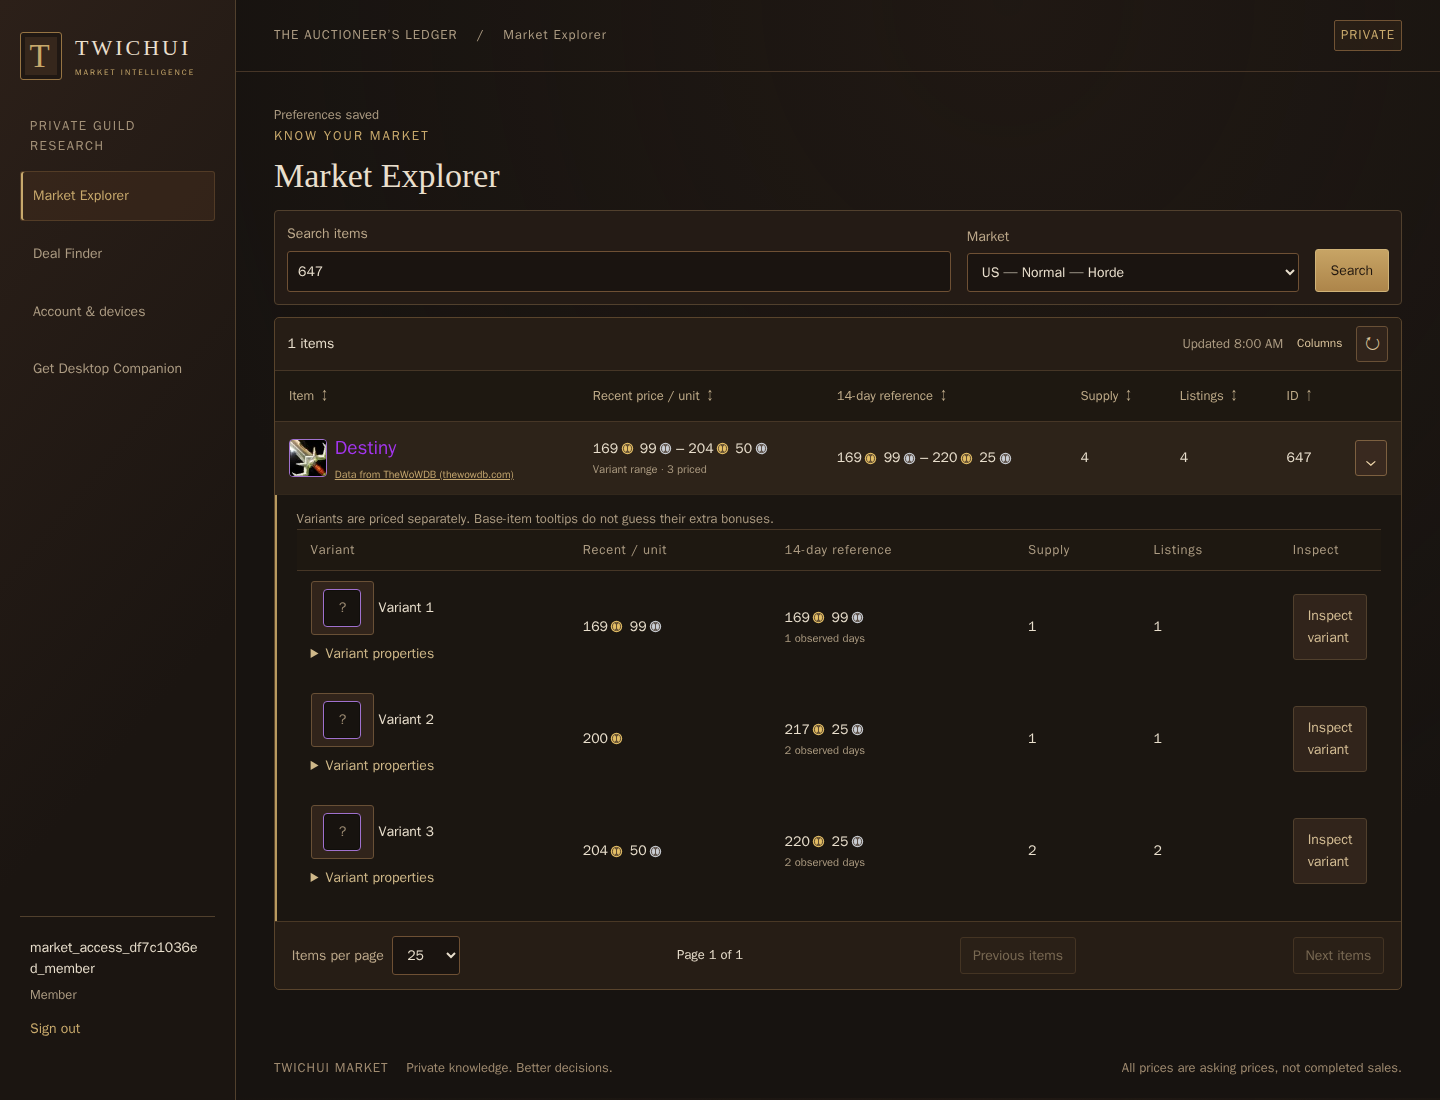 T
TWICHUI
MARKET INTELLIGENCE
PRIVATE GUILD
RESEARCH
Market Explorer
Deal Finder
Account & devices
Get Desktop Companion
market_access_df7c1036e
d_member
Member
Sign out
THE AUCTIONEER'S LEDGER / Market Explorer
PRIVATE
Preferences saved
KNOW YOUR MARKET
Market Explorer
Search items
647
Market
US — Normal — Horde
Search
1 items
Updated 8:00 AM Columns
Item ↕ Recent price / unit ↕ 14-day reference ↕ Supply ↕ Listings ↕ ID ↑
Destiny
Data from TheWoWDB (thewowdb.com)
169 99 – 204 50
Variant range · 3 priced
169 99 – 220 25
4 4 647
Variants are priced separately. Base-item tooltips do not guess their extra bonuses.
Variant Recent / unit 14-day reference Supply Listings Inspect
? Variant 1
▶ Variant properties
169 99
169 99
1 observed days
1 1
Inspect
variant
? Variant 2
▶ Variant properties
200
217 25
2 observed days
1 1
Inspect
variant
? Variant 3
▶ Variant properties
204 50
220 25
2 observed days
2 2
Inspect
variant
Items per page 25 Page 1 of 1 Previous items Next items
TWICHUI MARKET Private knowledge. Better decisions.
All prices are asking prices, not completed sales.